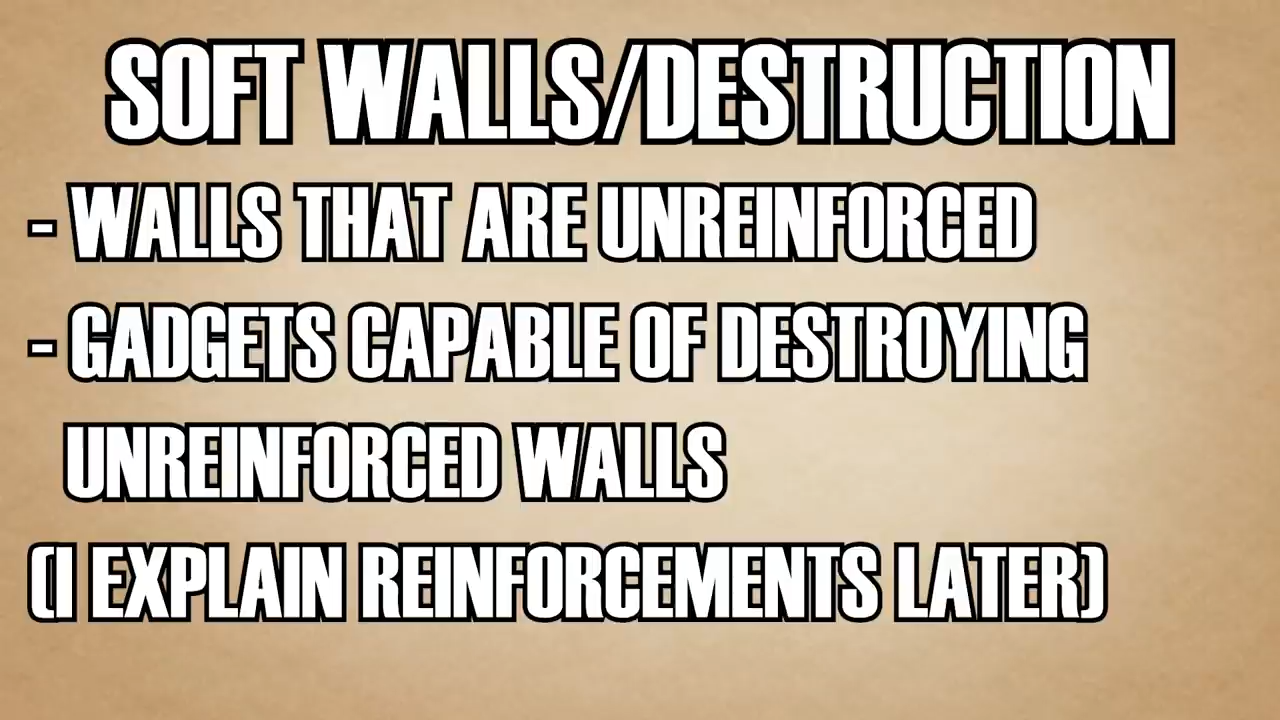 SOFT WALLS/DESTRUCTION
- WALLS THAT ARE UNREINFORCED
- GADGETS CAPABLE OF DESTROYING
UNREINFORCED WALLS
(I EXPLAIN REINFORCEMENTS LATER)